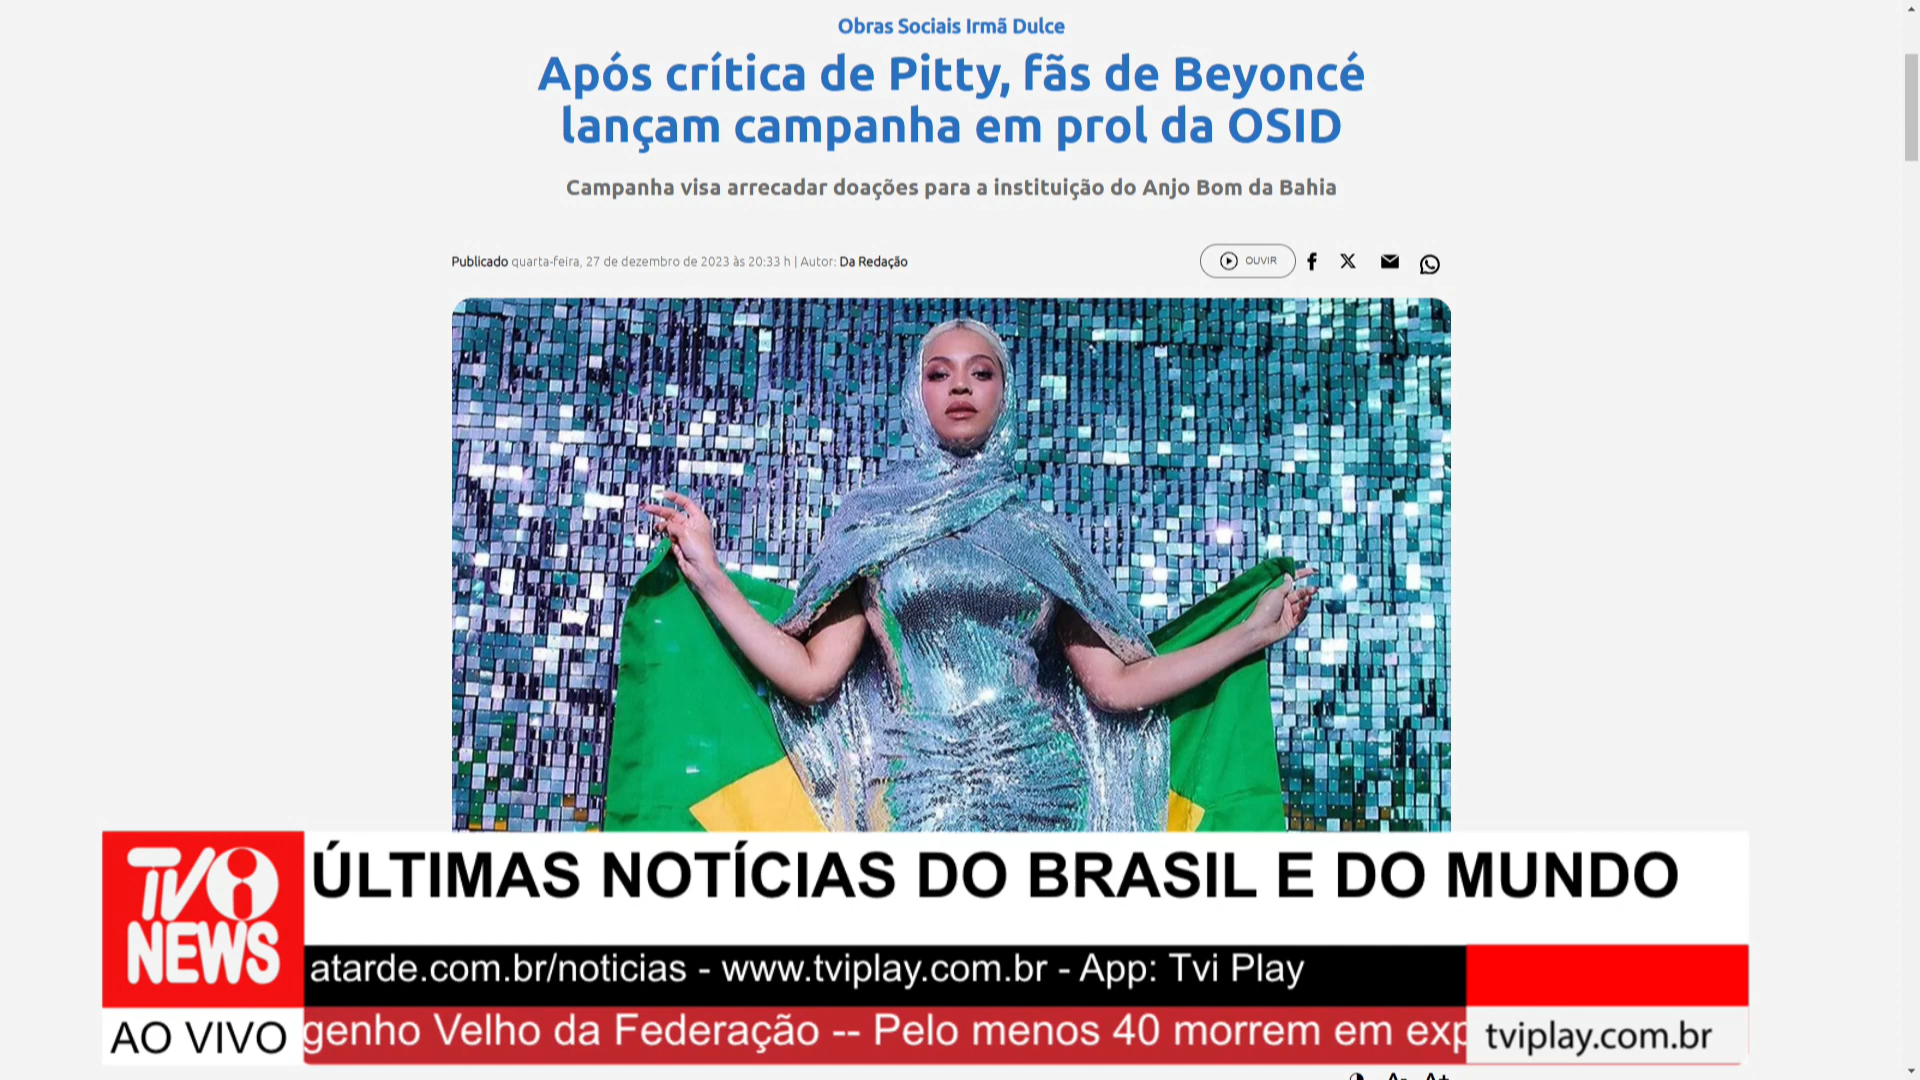 Obras Sociais Irmã Dulce
Após crítica de Pitty, fãs de Beyoncé
lançam campanha em prol da OSID
Campanha visa arrecadar doações para a instituição do Anjo Bom da Bahia
Publicado quarta-feira, 27 de dezembro de 2023 às 20:33 h | Autor: Da Redação
OUVIR
TVi NEWS
ÚLTIMAS NOTÍCIAS DO BRASIL E DO MUNDO
atarde.com.br/noticias - www.tviplay.com.br - App: Tvi Play
AO VIVO
genho Velho da Federação -- Pelo menos 40 morrem em exp
tviplay.com.br